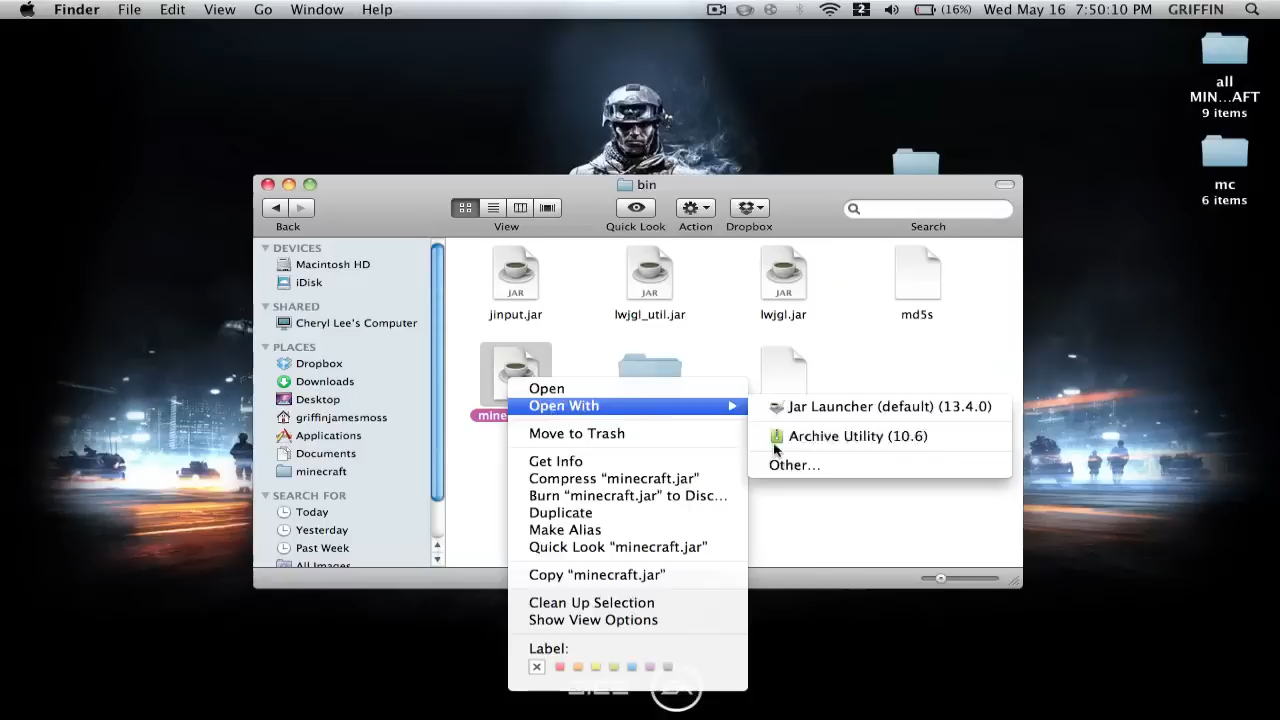 Finder File Edit View Go Window Help
2 (16%) Wed May 16 7:50:10 PM GRIFFIN
all
MIN...AFT
9 items
mc
6 items
bin
Back
View
Quick Look
Action
Dropbox
Search
DEVICES
Macintosh HD
iDisk
SHARED
Cheryl Lee's Computer
PLACES
Dropbox
Downloads
Desktop
griffinjamesmoss
Applications
Documents
minecraft
SEARCH FOR
Today
Yesterday
Past Week
All Images
JAR
jinput.jar
JAR
lwjgl_util.jar
JAR
lwjgl.jar
md5s
mine
Open
Open With
Move to Trash
Get Info
Compress “minecraft.jar”
Burn “minecraft.jar” to Disc...
Duplicate
Make Alias
Quick Look “minecraft.jar”
Copy “minecraft.jar”
Clean Up Selection
Show View Options
Label:
Jar Launcher (default) (13.4.0)
Archive Utility (10.6)
Other...